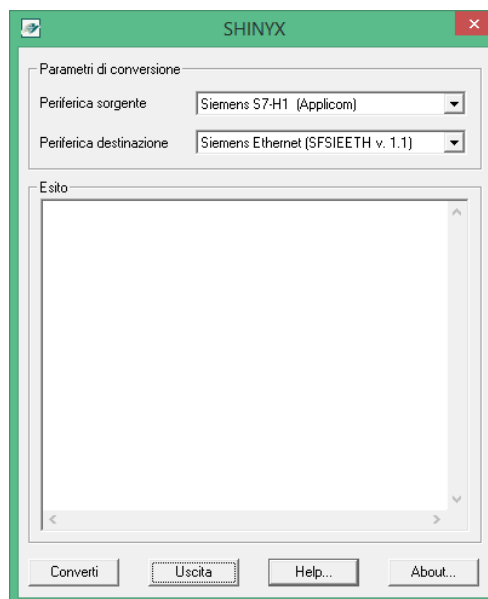 SHINYX
Parametri di conversione
Periferica sorgente Siemens S7-H1 (Applicom)
Periferica destinazione Siemens Ethernet (SFSIEETH v. 1.1)
Esito
Converti Uscita Help... About...